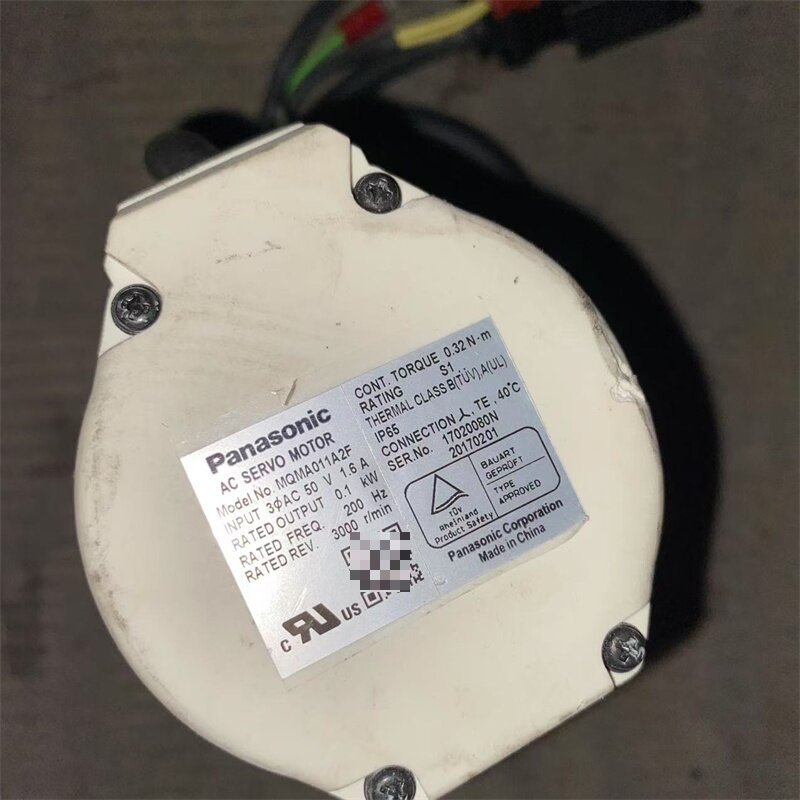 Panasonic
AC SERVO MOTOR
Model No. MQMA011A2F
INPUT 3ΦAC 50 V 1.6 A
RATED OUTPUT 0.1 kW
RATED FREQ. 200 Hz
RATED REV. 3000 r/min
C RU US
CONT. TORQUE 0.32 N·m
RATING S1
THERMAL CLASS B(TÜV),A(UL)
IP65
CONNECTION 人, TE, 40°C
SER.No. 17020080N
20170201
TÜV
Rheinland
Product Safety
BAUART
GEPRÜFT
TYPE
APPROVED
Panasonic Corporation
Made in China